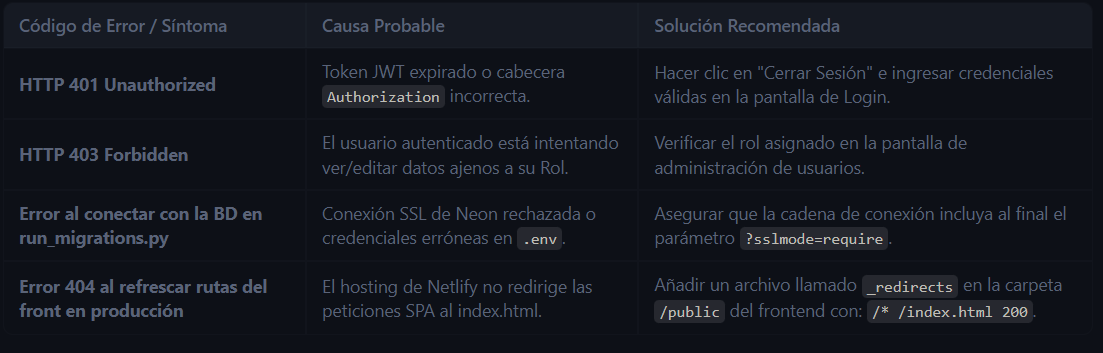 Código de Error / Síntoma
Causa Probable
Solución Recomendada
HTTP 401 Unauthorized
Token JWT expirado o cabecera
Authorization incorrecta.
Hacer clic en "Cerrar Sesión" e ingresar credenciales
válidas en la pantalla de Login.
HTTP 403 Forbidden
El usuario autenticado está intentando
ver/editar datos ajenos a su Rol.
Verificar el rol asignado en la pantalla de
administración de usuarios.
Error al conectar con la BD en
run_migrations.py
Conexión SSL de Neon rechazada o
credenciales erróneas en .env.
Asegurar que la cadena de conexión incluya al final el
parámetro ?sslmode=require.
Error 404 al refrescar rutas del
front en producción
El hosting de Netlify no redirige las
peticiones SPA al index.html.
Añadir un archivo llamado _redirects en la carpeta
/public del frontend con: /* /index.html 200.